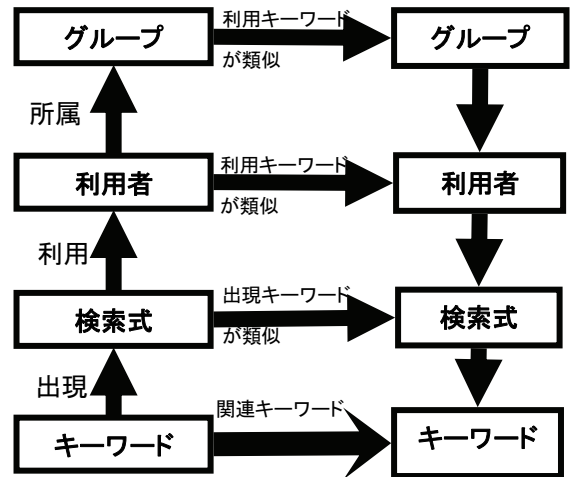 グループ
利用キーワード
が類似
グループ
所属
利用者
利用キーワード
が類似
利用者
利用
検索式
出現キーワード
が類似
検索式
出現
キーワード
関連キーワード
キーワード